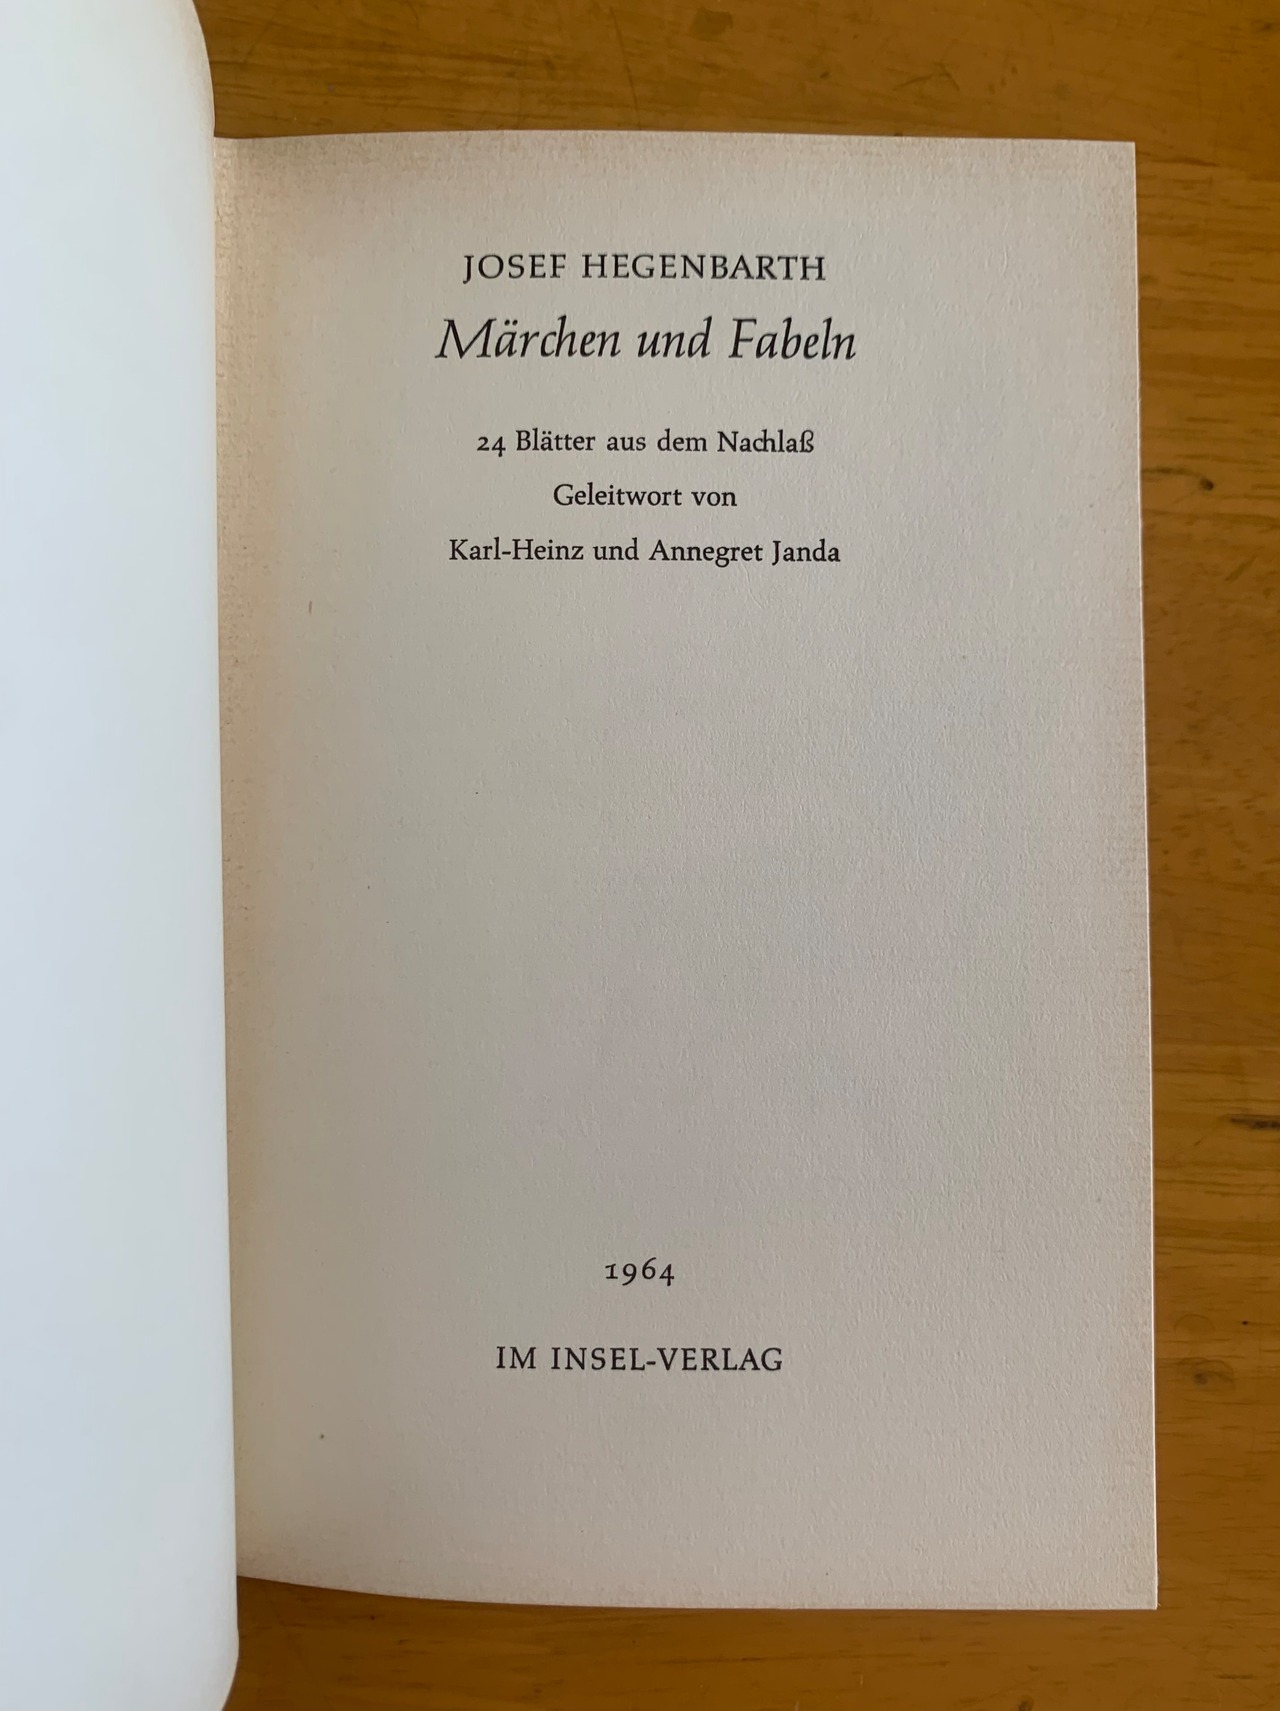 JOSEF HEGENBARTH
Märchen und Fabeln
24 Blätter aus dem Nachlaß
Geleitwort von
Karl-Heinz und Annegret Janda
1964
IM INSEL-VERLAG